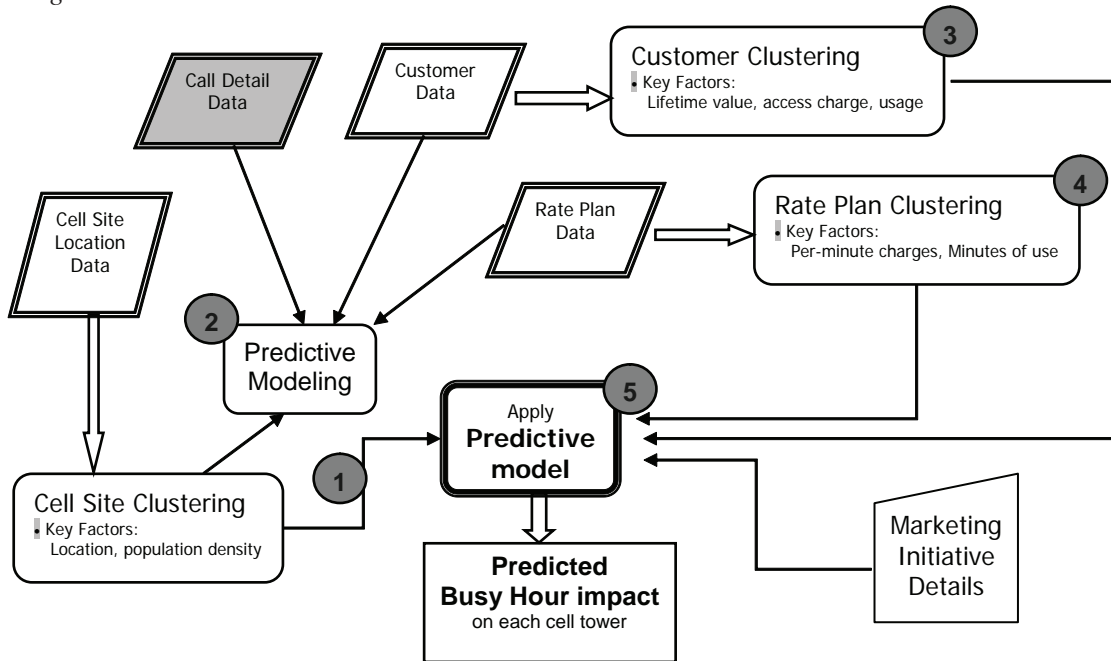 3
Customer Clustering
• Key Factors:
Lifetime value, access charge, usage
Call Detail
Data
Customer
Data
4
Rate Plan Clustering
• Key Factors:
Per-minute charges, Minutes of use
Rate Plan
Data
Cell Site
Location
Data
2
Predictive
Modeling
5
Apply
Predictive
model
1
Cell Site Clustering
• Key Factors:
Location, population density
Marketing
Initiative
Details
Predicted
Busy Hour impact
on each cell tower